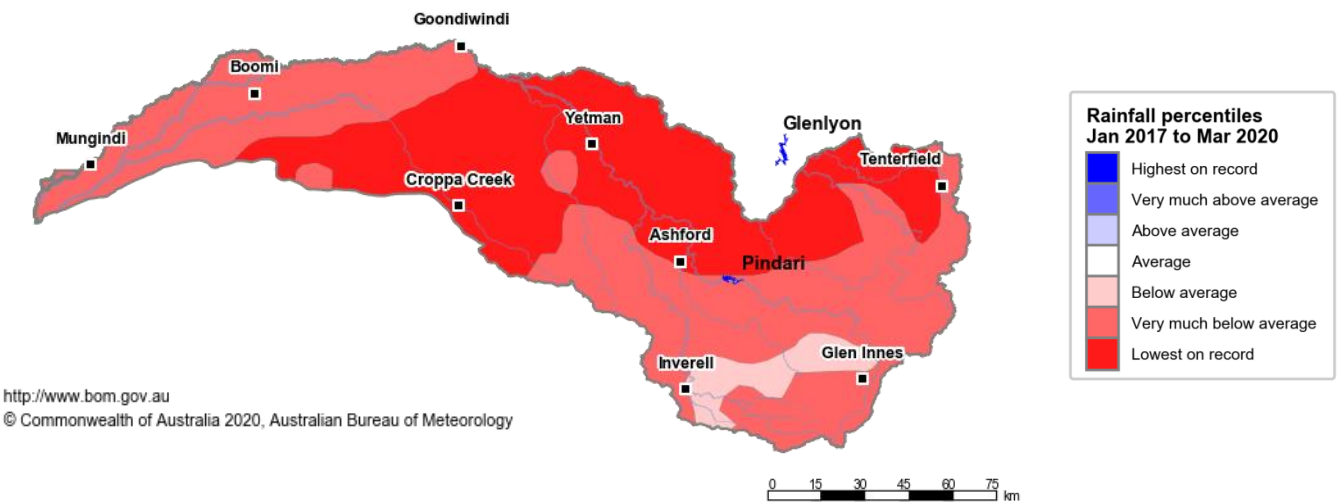 Goondiwindi
Boomi
Mungindi
Yetman
Glenlyon
Tenterfield
Croppa Creek
Ashford
Pindari
Inverell
Glen Innes
Rainfall percentiles
Jan 2017 to Mar 2020
Highest on record
Very much above average
Above average
Average
Below average
Very much below average
Lowest on record
http://www.bom.gov.au
© Commonwealth of Australia 2020, Australian Bureau of Meteorology
0 15 30 45 60 75 km